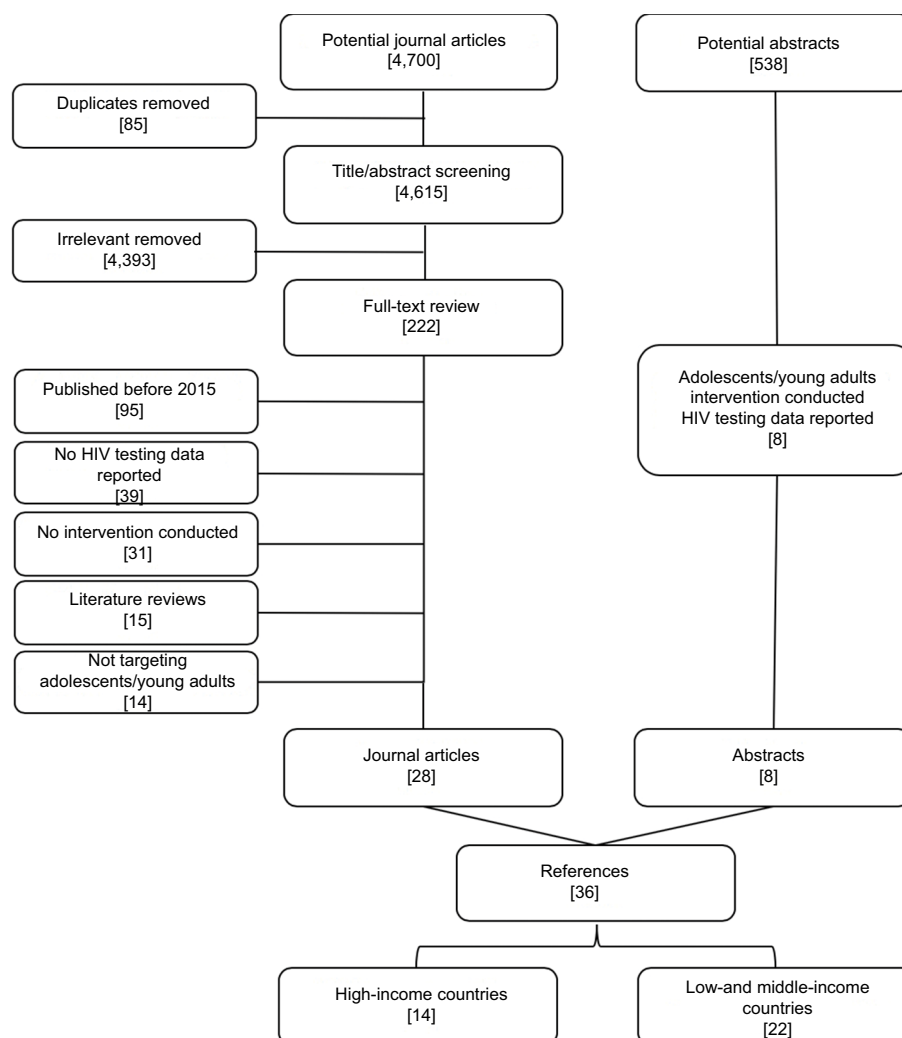 Potential journal articles
[4,700]
Potential abstracts
[538]
Duplicates removed
[85]
Title/abstract screening
[4,615]
Irrelevant removed
[4,393]
Full-text review
[222]
Published before 2015
[95]
Adolescents/young adults
intervention conducted
HIV testing data reported
[8]
No HIV testing data
reported
[39]
No intervention conducted
[31]
Literature reviews
[15]
Not targeting
adolescents/young adults
[14]
Journal articles
[28]
Abstracts
[8]
References
[36]
High-income countries
[14]
Low-and middle-income
countries
[22]